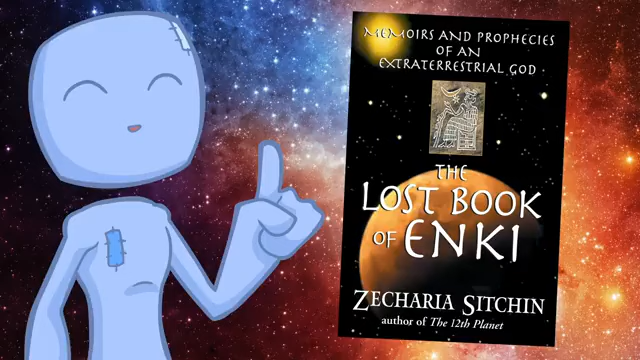 MEMOIRS AND PROPHECIES
OF AN
EXTRATERRESTRIAL GOD
THE
LOST BOOK
OF ENKI
ZECHARIA SITCHIN
author of The 12th Planet